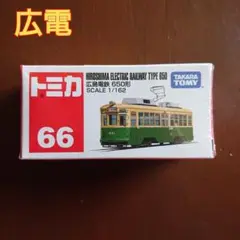 広電
トミカ
66
HIROSHIMA ELECTRIC RAILWAY TYPE 650
広島電鉄 650形
SCALE 1/162
TAKARA
TOMY